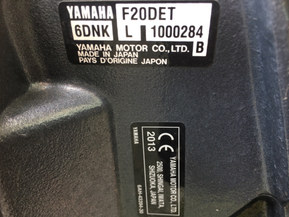 YAMAHA F20DET
6DNK L 1000284
YAMAHA MOTOR CO., LTD. B
MADE IN JAPAN
PAYS D'ORIGINE JAPON
CE 2013
YAMAHA MOTOR CO., LTD.
2500, SHINGAI, IWATA,
SHIZUOKA, JAPAN
YAMAHA